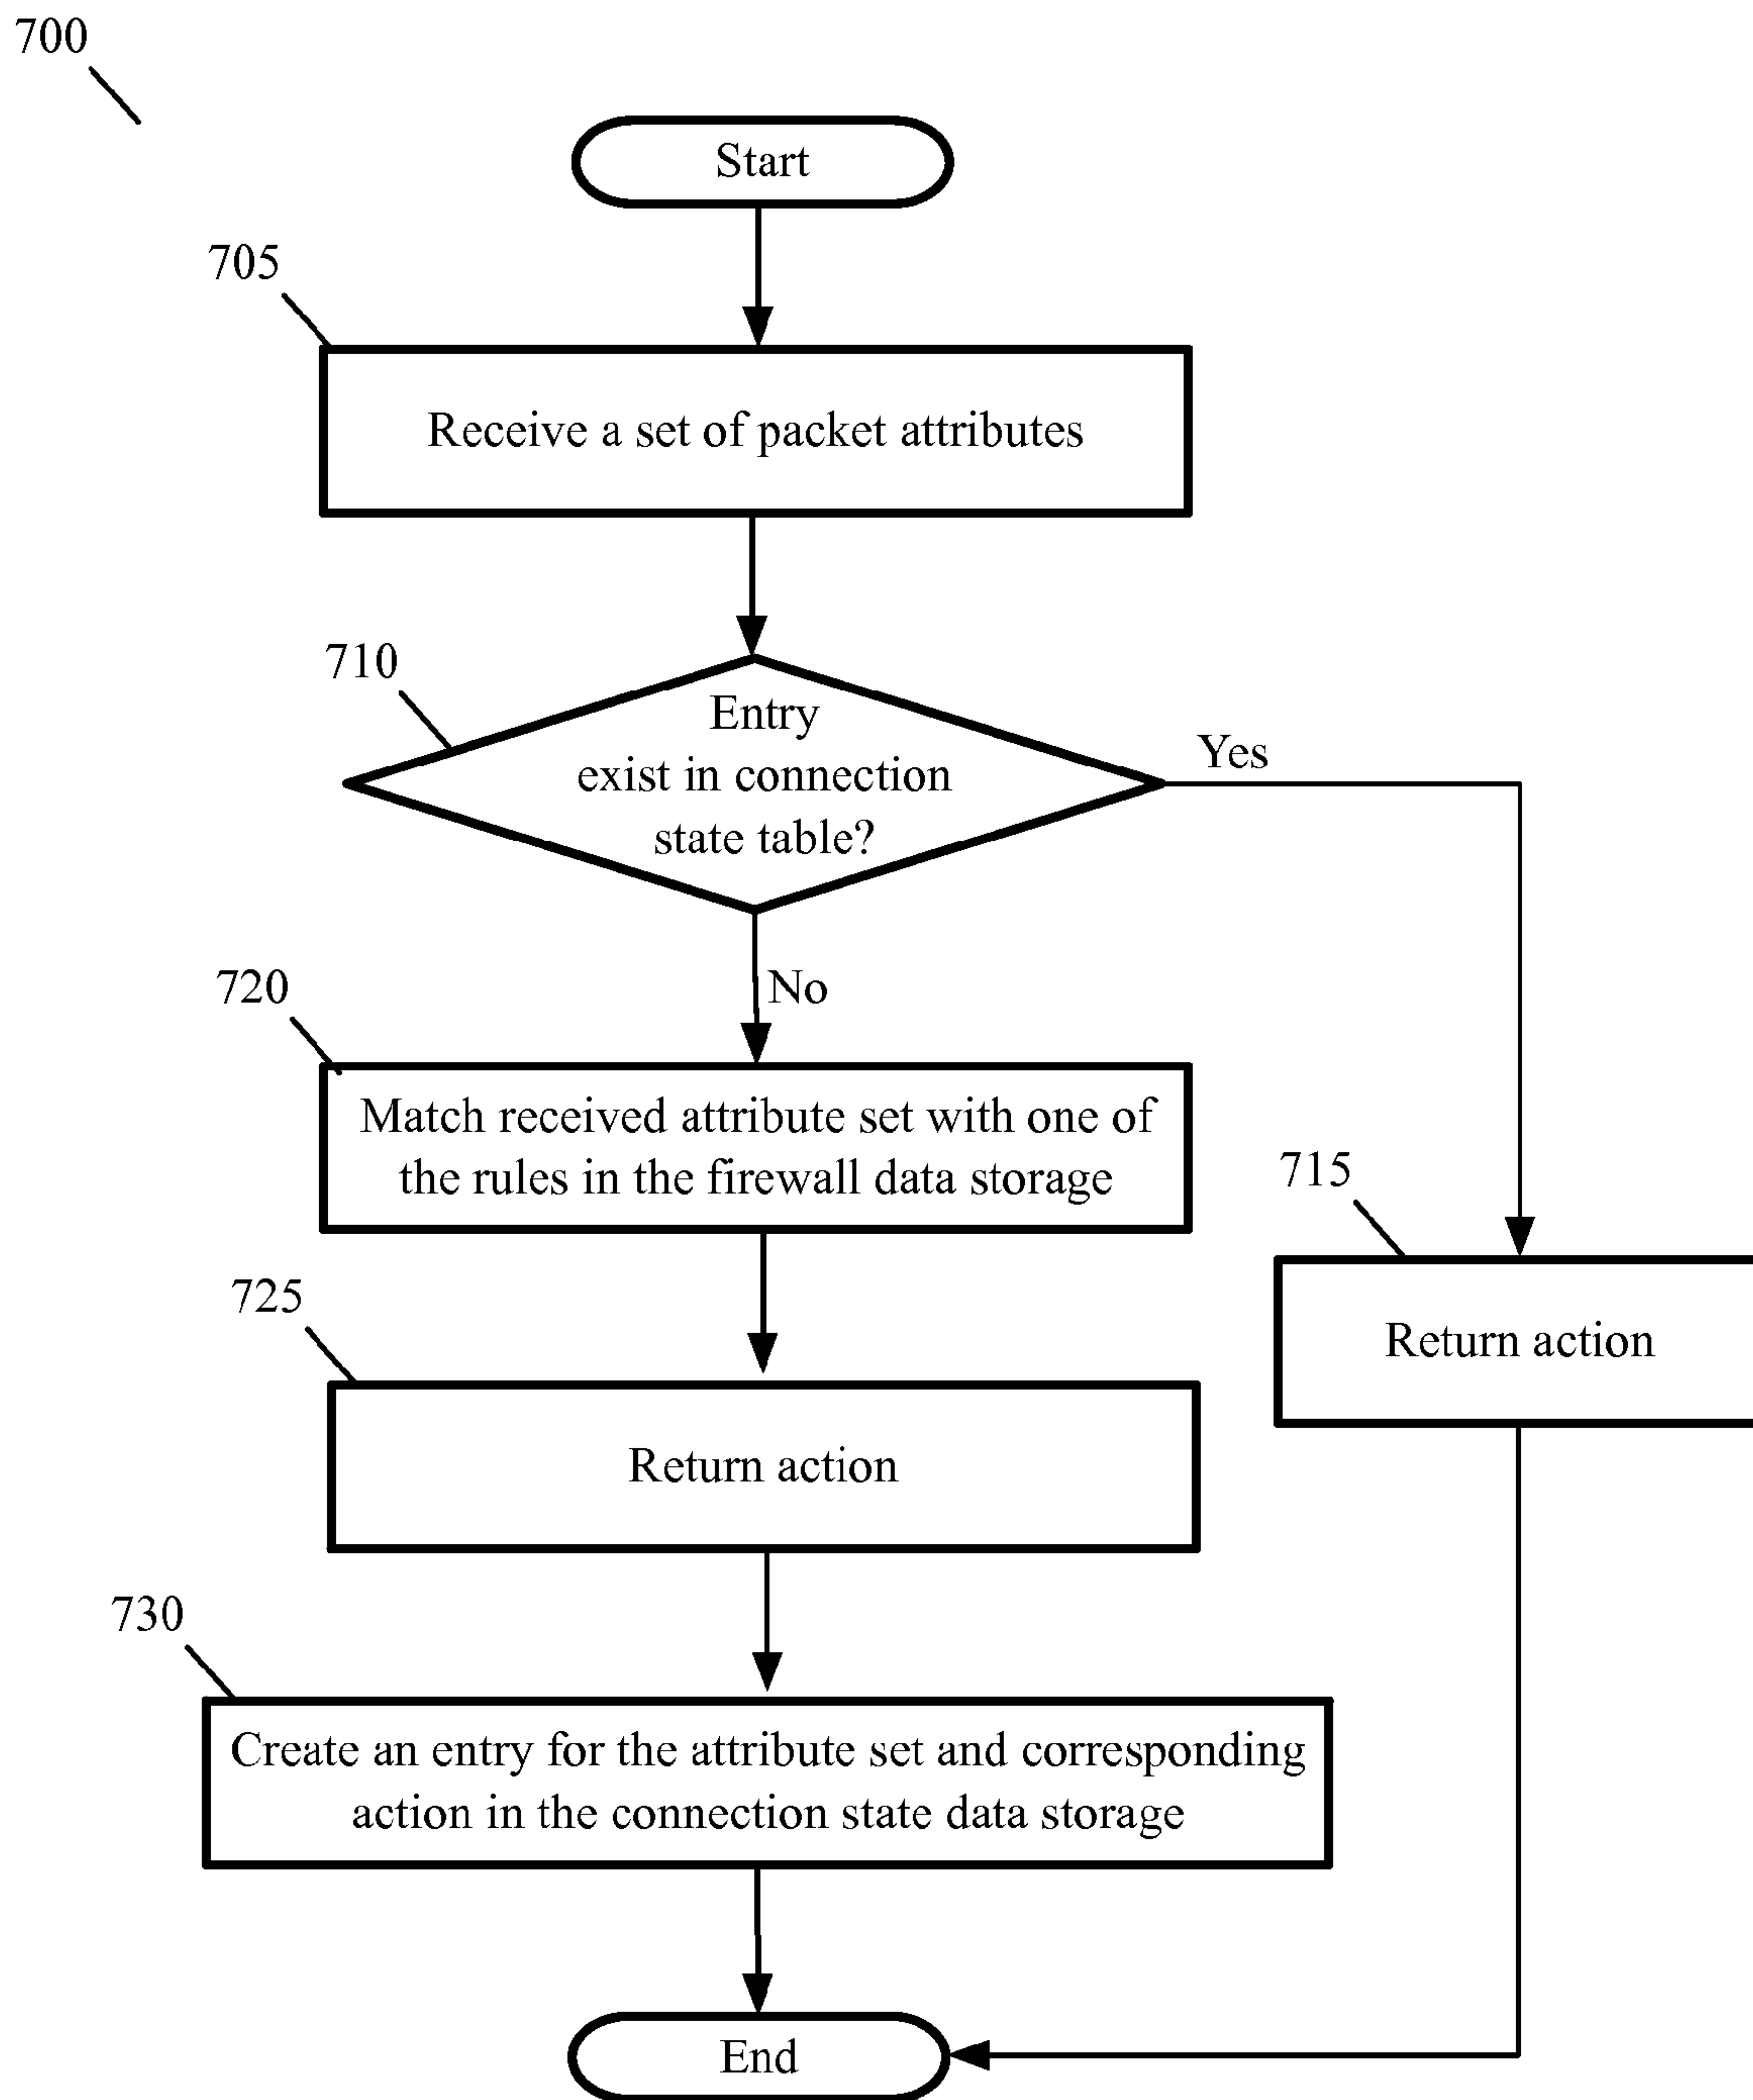 700
Start
705
Receive a set of packet attributes
710
Entry
exist in connection
state table?
Yes
No
720
Match received attribute set with one of
the rules in the firewall data storage
715
Return action
725
Return action
730
Create an entry for the attribute set and corresponding
action in the connection state data storage
End